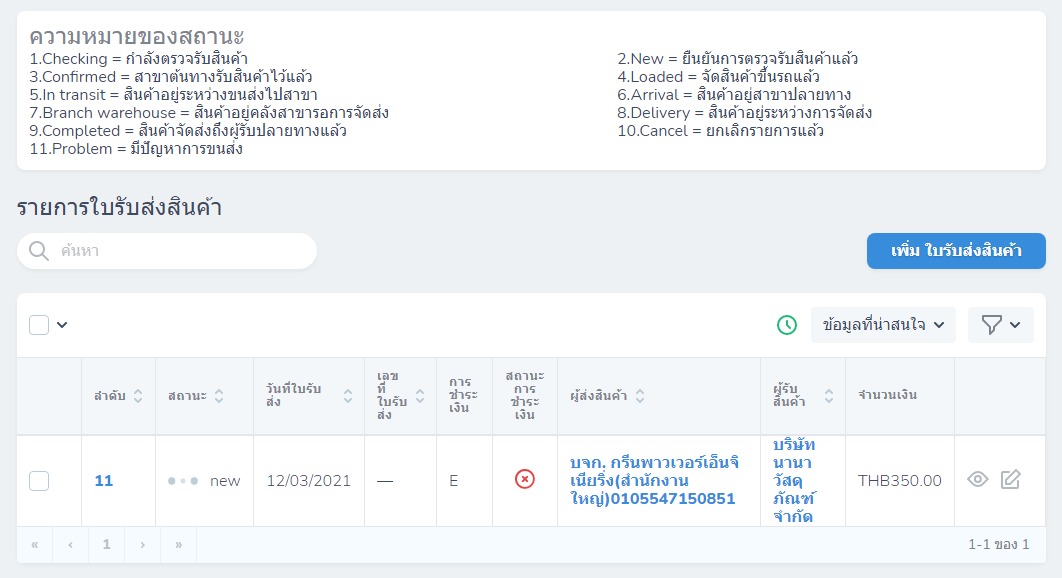 ความหมายของสถานะ
1.Checking = กำลังตรวจรับสินค้า
2.New = ยืนยันการตรวจรับสินค้าแล้ว
3.Confirmed = สาขาต้นทางรับสินค้าไว้แล้ว
4.Loaded = จัดสินค้าขึ้นรถแล้ว
5.In transit = สินค้าอยู่ระหว่างขนส่งไปสาขา
6.Arrival = สินค้าอยู่สาขาปลายทาง
7.Branch warehouse = สินค้าอยู่คลังสาขารอการจัดส่ง
8.Delivery = สินค้าอยู่ระหว่างการจัดส่ง
9.Completed = สินค้าจัดส่งถึงผู้รับปลายทางแล้ว
10.Cancel = ยกเลิกรายการแล้ว
11.Problem = มีปัญหาการขนส่ง
รายการใบรับส่งสินค้า
ค้นหา
เพิ่ม ใบรับส่งสินค้า
ข้อมูลที่น่าสนใจ
ลำดับ
สถานะ
วันที่ใบรับ
ส่ง
เลข
ที่
ใบรับ
ส่ง
การ
ชำระ
เงิน
สถานะ
การ
ชำระ
เงิน
ผู้ส่งสินค้า
ผู้รับ
สินค้า
จำนวนเงิน
11
new
12/03/2021
—
E
บจก. กรีนพาวเวอร์เอ็นจิ
เนียริ่ง(สำนักงาน
ใหญ่)0105547150851
บริษัท
นานา
วัสดุ
ภัณฑ์
จำกัด
THB350.00
« ‹ 1 › »
1-1 ของ 1